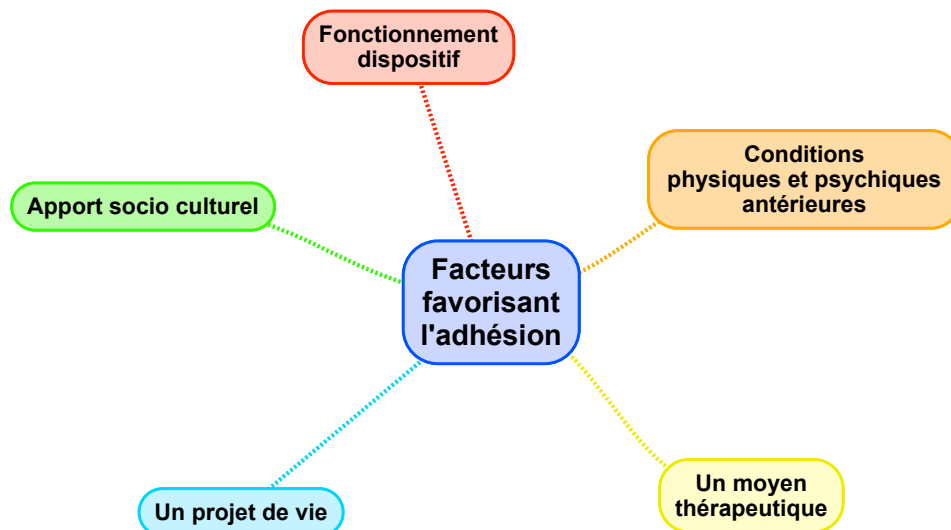 Fonctionnement
dispositif
Conditions
physiques et psychiques
antérieures
Apport socio culturel
Facteurs
favorisant
l'adhésion
Un moyen
thérapeutique
Un projet de vie